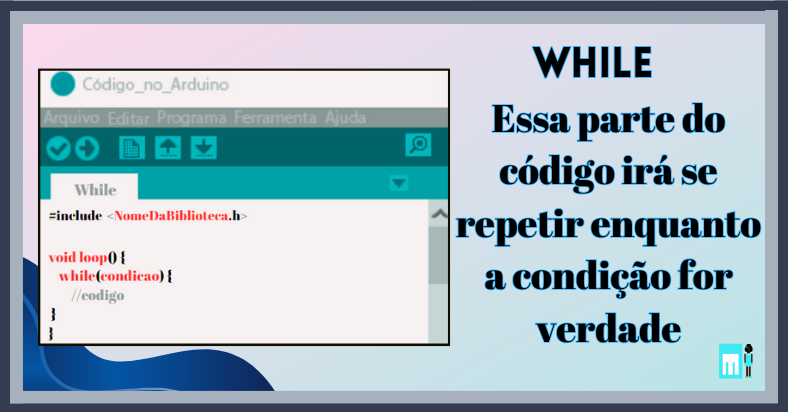 WHILE
Essa parte do
código irá se
repetir enquanto
a condição for
verdade
Código_no_Arduino
Arquivo Editar Programa Ferramenta Ajuda
While
#include <NomeDaBiblioteca.h>
void loop() {
while(condicao) {
//codigo
}
}
m